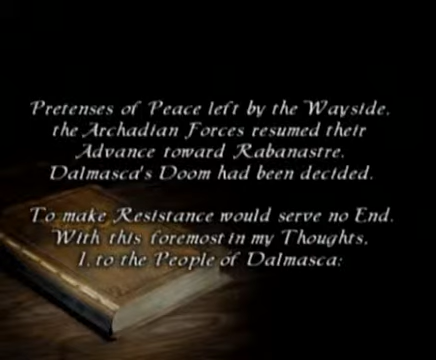 Pretenses of Peace left by the Wayside,
the Archadian Forces resumed their
Advance toward Rabanastre.
Dalmasca's Doom had been decided.
To make Resistance would serve no End.
With this foremost in my Thoughts,
I, to the People of Dalmasca: